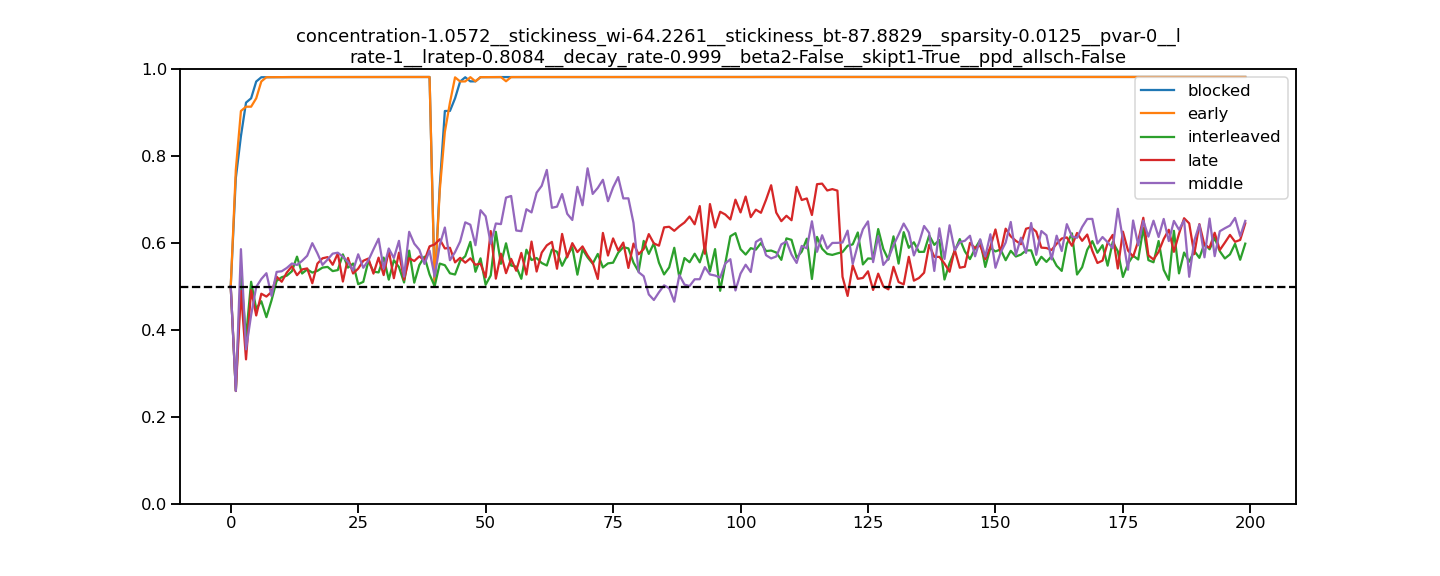 concentration-1.0572__stickiness_wi-64.2261__stickiness_bt-87.8829__sparsity-0.0125__pvar-0__l
rate-1__lratep-0.8084__decay_rate-0.999__beta2-False__skipt1-True__ppd_allsch-False
1.0
0.8
0.6
0.4
0.2
0.0
blocked
early
interleaved
late
middle
0 25 50 75 100 125 150 175 200